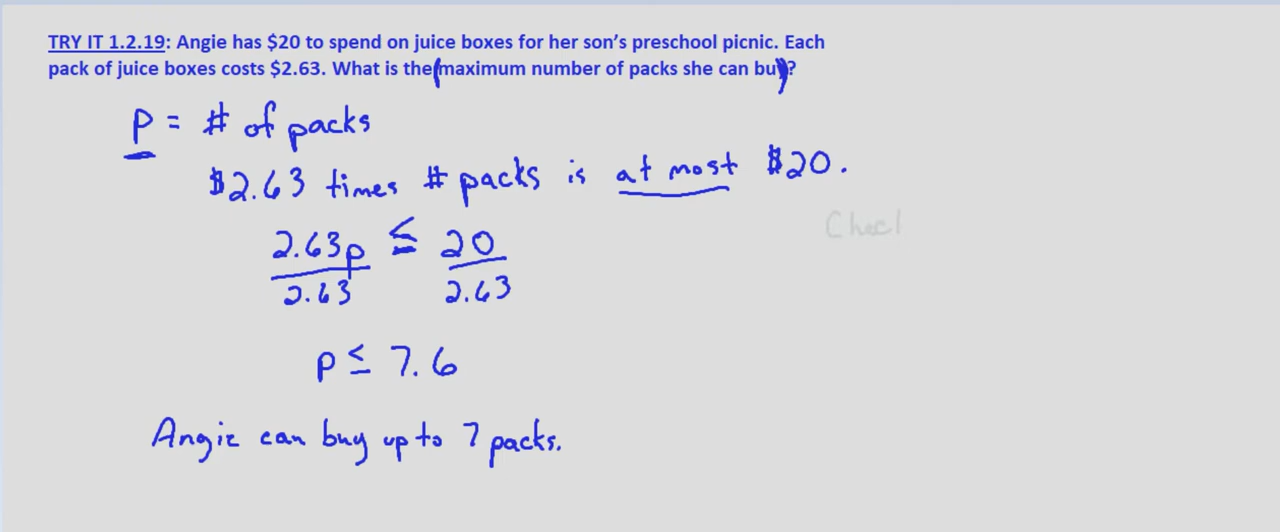 TRY IT 1.2.19: Angie has $20 to spend on juice boxes for her son's preschool picnic. Each
pack of juice boxes costs $2.63. What is the (maximum number of packs she can buy)?
P = # of packs
$2.63 times # packs is at most $20.
Checl
2.63p ≤ 20
2.63 2.63
p ≤ 7.6
Angie can buy up to 7 packs.